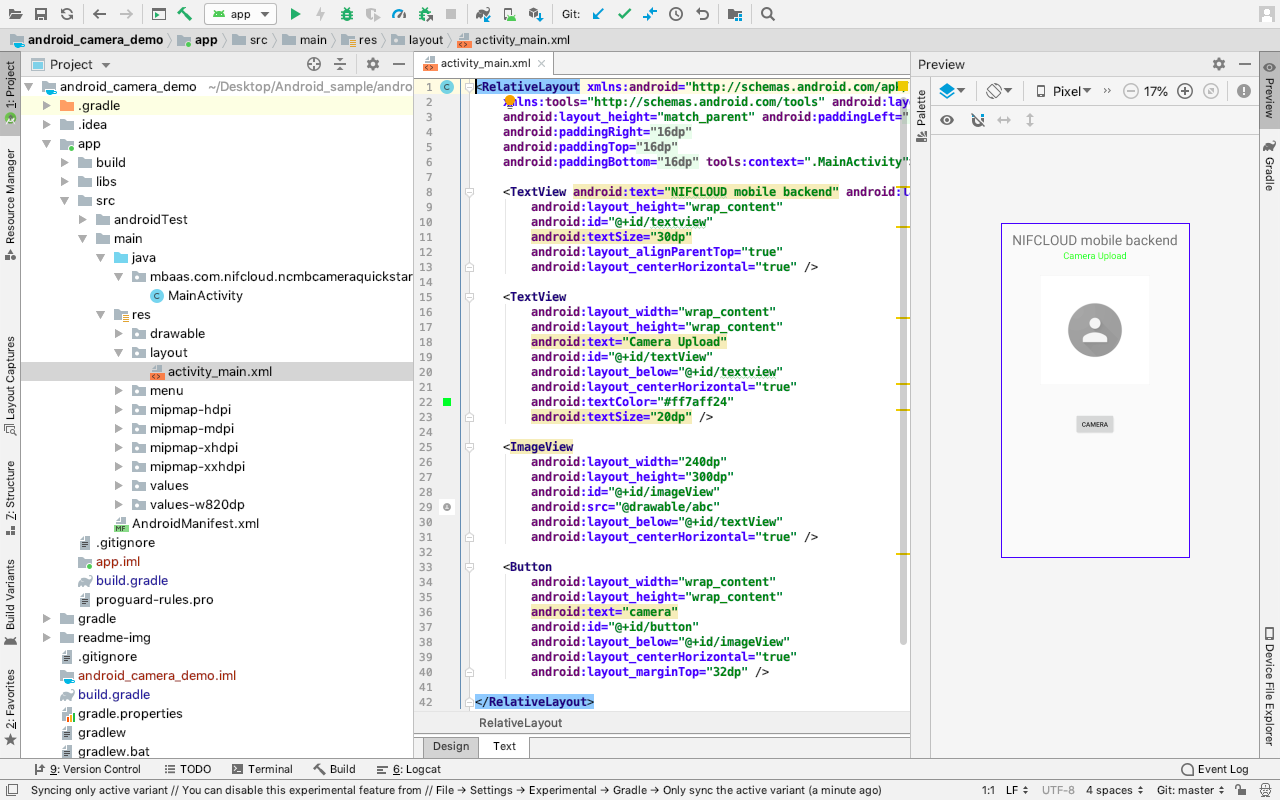 app
Git:
android_camera_demo
app
src
main
res
layout
activity_main.xml
1: Project
Resource Manager
Layout Captures
Z: Structure
Build Variants
2: Favorites
Project
android_camera_demo ~/Desktop/Android_sample/andro
.gradle
.idea
app
build
libs
src
androidTest
main
java
mbaas.com.nifcloud.ncmbcameraquickstar
MainActivity
res
drawable
layout
activity_main.xml
menu
mipmap-hdpi
mipmap-mdpi
mipmap-xhdpi
mipmap-xxhdpi
values
values-w820dp
AndroidManifest.xml
.gitignore
app.iml
build.gradle
proguard-rules.pro
gradle
readme-img
.gitignore
android_camera_demo.iml
build.gradle
gradle.properties
gradlew
gradlew.bat
activity_main.xml
1 <RelativeLayout xmlns:android="http://schemas.android.com/apk
2 xmlns:tools="http://schemas.android.com/tools" android:lay
3 android:layout_height="match_parent" android:paddingLeft="
4 android:paddingRight="16dp"
5 android:paddingTop="16dp"
6 android:paddingBottom="16dp" tools:context=".MainActivity"
7
8 <TextView android:text="NIFCLOUD mobile backend" android:l
9 android:layout_height="wrap_content"
10 android:id="@+id/textview"
11 android:textSize="30dp"
12 android:layout_alignParentTop="true"
13 android:layout_centerHorizontal="true" />
14
15 <TextView
16 android:layout_width="wrap_content"
17 android:layout_height="wrap_content"
18 android:text="Camera Upload"
19 android:id="@+id/textView"
20 android:layout_below="@+id/textview"
21 android:layout_centerHorizontal="true"
22 android:textColor="#ff7aff24"
23 android:textSize="20dp" />
24
25 <ImageView
26 android:layout_width="240dp"
27 android:layout_height="300dp"
28 android:id="@+id/imageView"
29 android:src="@drawable/abc"
30 android:layout_below="@+id/textView"
31 android:layout_centerHorizontal="true" />
32
33 <Button
34 android:layout_width="wrap_content"
35 android:layout_height="wrap_content"
36 android:text="camera"
37 android:id="@+id/button"
38 android:layout_below="@+id/imageView"
39 android:layout_centerHorizontal="true"
40 android:layout_marginTop="32dp" />
41
42 </RelativeLayout>
RelativeLayout
Design Text
Preview
Palette
Pixel
17%
NIFCLOUD mobile backend
Camera Upload
CAMERA
Preview
Gradle
Device File Explorer
9: Version Control
TODO
Terminal
Build
6: Logcat
Event Log
Syncing only active variant // You can disable this experimental feature from // File → Settings → Experimental → Gradle → Only sync the active variant (a minute ago)
1:1 LF UTF-8 4 spaces Git: master